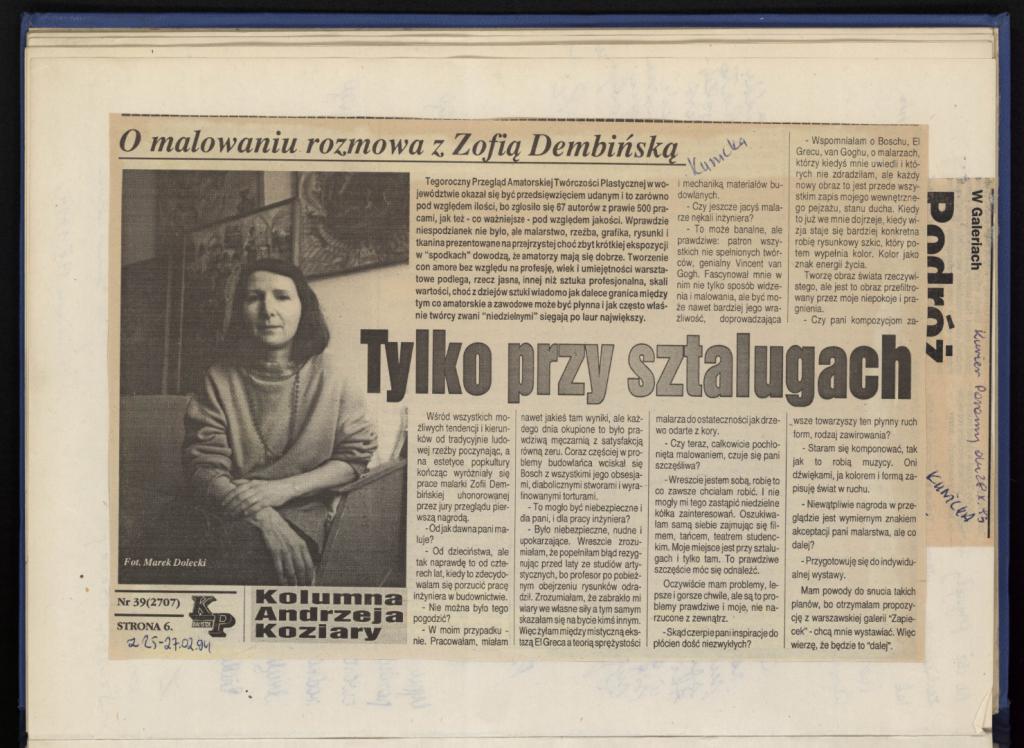 O malowaniu rozmowa z Zofią Dembińską
Kunicka
Tegoroczny Przegląd Amatorskiej Twórczości Plastycznej w wo-
jewództwie okazał się być przedsięwzięciem udanym i to zarówno
pod względem ilości, bo zgłosiło się 67 autorów z prawie 500 pra-
cami, jak też - co ważniejsze - pod względem jakości. Wprawdzie
niespodzianek nie było, ale malarstwo, rzeźba, grafika, rysunki i
tkanina prezentowane na przejrzystej choć zbyt krótkiej ekspozycji
w "spodkach" dowodzą, że amatorzy mają się dobrze. Tworzenie
con amore bez względu na profesję, wiek i umiejętności warszta-
towe podlega, rzecz jasna, innej niż sztuka profesjonalna, skali
wartości, choć z dziejów sztuki wiadomo jak dalece granica między
tym co amatorskie a zawodowe może być płynna i jak często wła-
śnie twórcy zwani "niedzielnymi" sięgają po laur największy.
Tylko przy sztalugach
Wśród wszystkich mo-
żliwych tendencji i kierun-
ków od tradycyjnie ludo-
wej rzeźby poczynając, a
na estetyce popkultury
kończąc wyróżniały się
prace malarki Zofii Dem-
bińskiej uhonorowanej
przez jury przeglądu pier-
wszą nagrodą.
- Od jak dawna pani ma-
luje?
- Od dzieciństwa, ale
tak naprawdę to od czte-
rech lat, kiedy to zdecydo-
wałam się porzucić pracę
inżyniera w budownictwie.
- Nie można było tego
pogodzić?
- W moim przypadku -
nie. Pracowałam, miałam
nawet jakieś tam wyniki, ale każ-
dego dnia okupione to było pra-
wdziwą męczarnią z satysfakcją
równą zeru. Coraz częściej w pro-
blemy budowlańca wciskał się
Bosch z wszystkimi jego obsesja-
mi, diabolicznymi stworami i wyra-
finowanymi torturami.
- To mogło być niebezpieczne i
dla pani, i dla pracy inżyniera?
- Było niebezpieczne, nudne i
upokarzające. Wreszcie zrozu-
miałam, że popełniłam błąd rezyg-
nując przed laty ze studiów arty-
stycznych, bo profesor po pobież-
nym obejrzeniu rysunków odra-
dził. Zrozumiałam, że zabrakło mi
wiary we własne siły a tym samym
skazałam się na bycie kimś innym.
Więc żyłam między mistyczną eks-
tazą El Greca a teorią sprężystości
i mechaniką materiałów bu-
dowlanych.
- Czy jeszcze jacyś mala-
rze nękali inżyniera?
- To może banalne, ale
prawdziwe: patron wszy-
stkich nie spełnionych twór-
ców, genialny Vincent van
Gogh. Fascynował mnie w
nim nie tylko sposób widze-
nia i malowania, ale być mo-
że nawet bardziej jego wra-
żliwość, doprowadzająca
malarza do ostateczności jak drze-
wo odarte z kory.
- Czy teraz, całkowicie pochło-
nięta malowaniem, czuje się pani
szczęśliwa?
- Wreszcie jestem sobą, robię to
co zawsze chciałam robić. I nie
mogły mi tego zastąpić niedzielne
kółka zainteresowań. Oszukiwa-
łam samą siebie zajmując się fil-
mem, tańcem, teatrem studenc-
kim. Moje miejsce jest przy sztalu-
gach i tylko tam. To prawdziwe
szczęście móc się odnaleźć.
Oczywiście mam problemy, le-
psze i gorsze chwile, ale są to pro-
blemy prawdziwe i moje, nie na-
rzucone z zewnątrz.
- Skąd czerpie pani inspiracje do
płócien dość niezwykłych?
- Wspomniałam o Boschu, El
Grecu, van Goghu, o malarzach,
którzy kiedyś mnie uwiedli i któ-
rych nie zdradziłam, ale każdy
nowy obraz to jest przede wszy-
stkim zapis mojego wewnętrzne-
go pejzażu, stanu ducha. Kiedy
to już we mnie dojrzeje, kiedy wi-
zja staje się bardziej konkretna
robię rysunkowy szkic, który po-
tem wypełnia kolor. Kolor jako
znak energii życia.
Tworzę obraz świata rzeczywi-
stego, ale jest to obraz przefiltro-
wany przez moje niepokoje i pra-
gnienia.
- Czy pani kompozycjom za-
wsze towarzyszy ten płynny ruch
form, rodzaj zawirowania?
- Staram się komponować, tak
jak to robią muzycy. Oni
dźwiękami, ja kolorem i formą za-
pisuję świat w ruchu.
- Niewątpliwie nagroda w prze-
glądzie jest wymiernym znakiem
akceptacji pani malarstwa, ale co
dalej?
- Przygotowuję się do indywidu-
alnej wystawy.
Mam powody do snucia takich
planów, bo otrzymałam propozy-
cję z warszawskiej galerii "Zapie-
cek" - chcą mnie wystawiać. Więc
wierzę, że będzie to "dalej".
Fot. Marek Dolecki
Nr 39(2707)
STRONA 6.
KP
z 25-27.02.94
Kolumna
Andrzeja
Koziary
W Galeriach
Podróż
Kurier Poranny
Kunicka